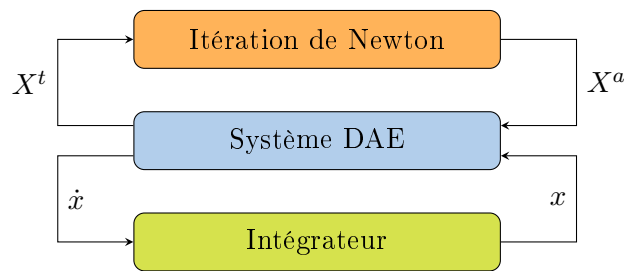 Itération de Newton
X^t
X^a
Système DAE
ẋ
x
Intégrateur